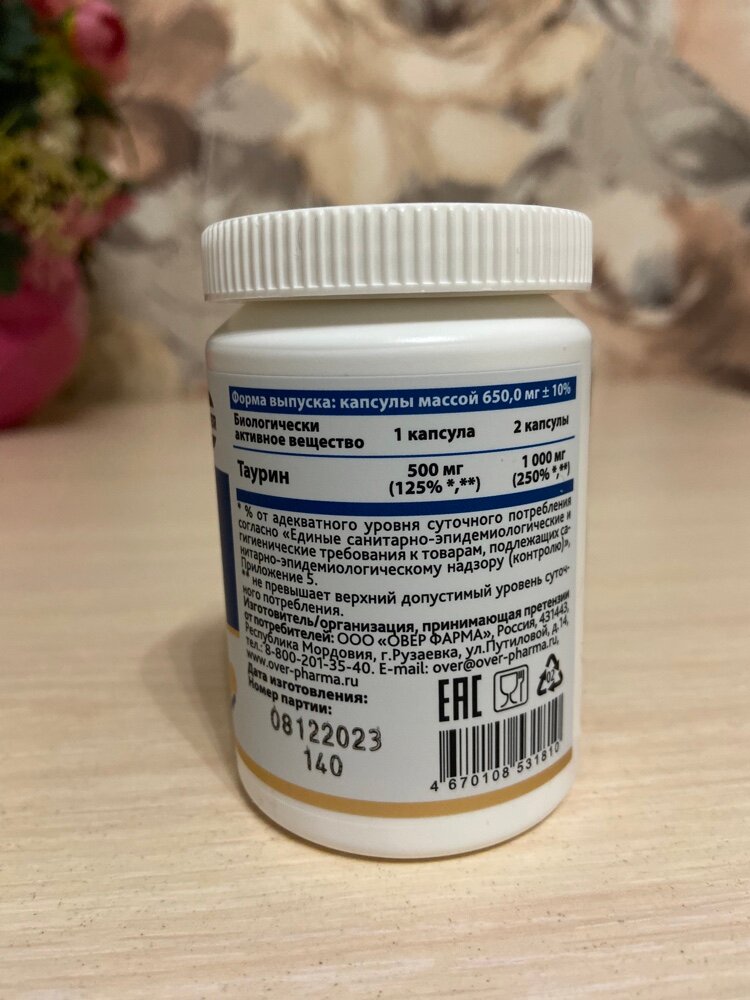 Форма выпуска: капсулы массой 650,0 мг ± 10%
Биологически активное вещество 1 капсула 2 капсулы
Таурин 500 мг (125% *,**) 1 000 мг (250% *,**)
* % от адекватного уровня суточного потребления
согласно «Единые санитарно-эпидемиологические и
гигиенические требования к товарам, подлежащих са-
нитарно-эпидемиологическому надзору (контролю)»,
Приложение 5.
** не превышает верхний допустимый уровень суточ-
ного потребления.
Изготовитель/организация, принимающая претензии
от потребителей: ООО «ОВЕР ФАРМА», Россия, 431443,
Республика Мордовия, г.Рузаевка, ул.Путиловой, д.14,
тел.: 8-800-201-35-40. E-mail: over@over-pharma.ru,
www.over-pharma.ru
Дата изготовления:
Номер партии:
08122023
140
EAC
02
4 670108 531810